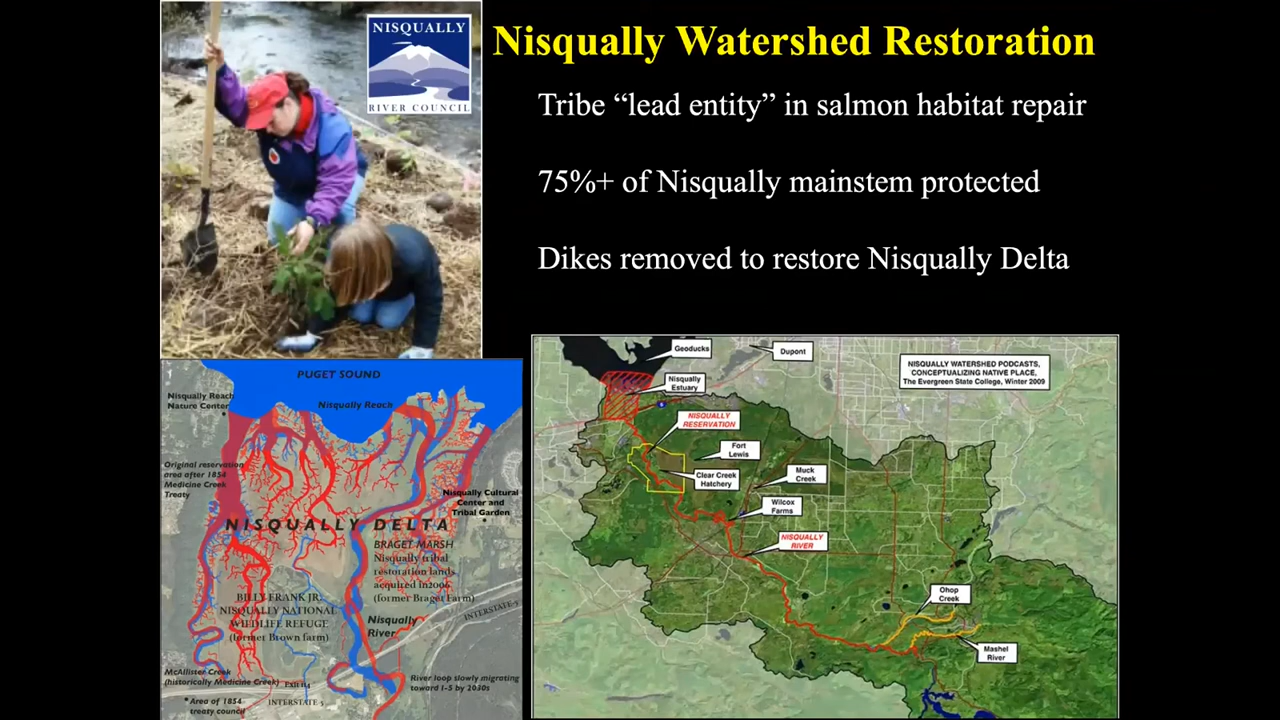 NISQUALLY
RIVER COUNCIL
Nisqually Watershed Restoration
Tribe “lead entity” in salmon habitat repair
75%+ of Nisqually mainstem protected
Dikes removed to restore Nisqually Delta
PUGET SOUND
Nisqually Reach
Nature Center
Nisqually Reach
Original reservation
area after 1854
Medicine Creek
Treaty
Nisqually Cultural
Center and
Tribal Garden
NISQUALLY DELTA
BRAGET MARSH
Nisqually tribal
restoration lands
acquired in2006
(former Braget Farm)
BILLY FRANK JR.
NISQUALLY NATIONAL
WILDLIFE REFUGE
(former Brown farm)
INTERSTATE-5
Nisqually
River
McAllister Creek
(historically Medicine Creek)
Exit 114
River loop slowly migrating
toward I-5 by 2030s
*Area of 1854
treaty council
INTERSTATE-5
Geoducks
Dupont
NISQUALLY WATERSHED PODCASTS,
CONCEPTUALIZING NATIVE PLACE,
The Evergreen State College, Winter 2009
Nisqually
Estuary
NISQUALLY
RESERVATION
Fort
Lewis
Clear Creek
Hatchery
Muck
Creek
Wilcox
Farms
NISQUALLY
RIVER
Ohop
Creek
Mashel
River